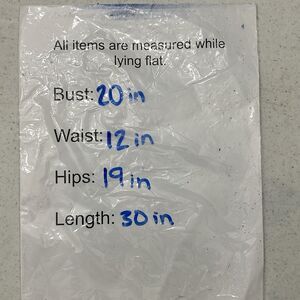 All items are measured while
lying flat.
Bust: 20 in
Waist: 12 in
Hips: 19 in
Length: 30 in